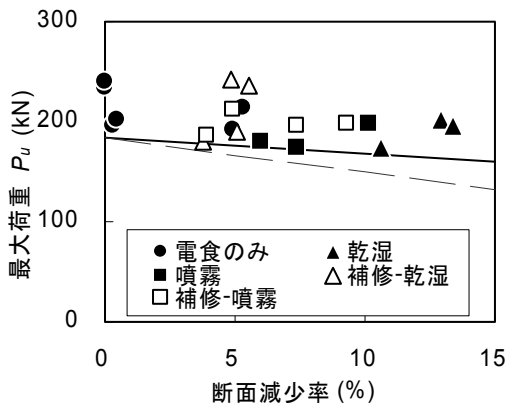 300
200
100
0
最大荷重 Pu (kN)
電食のみ
乾湿
噴霧
補修-乾湿
補修-噴霧
0
5
10
15
断面減少率 (%)